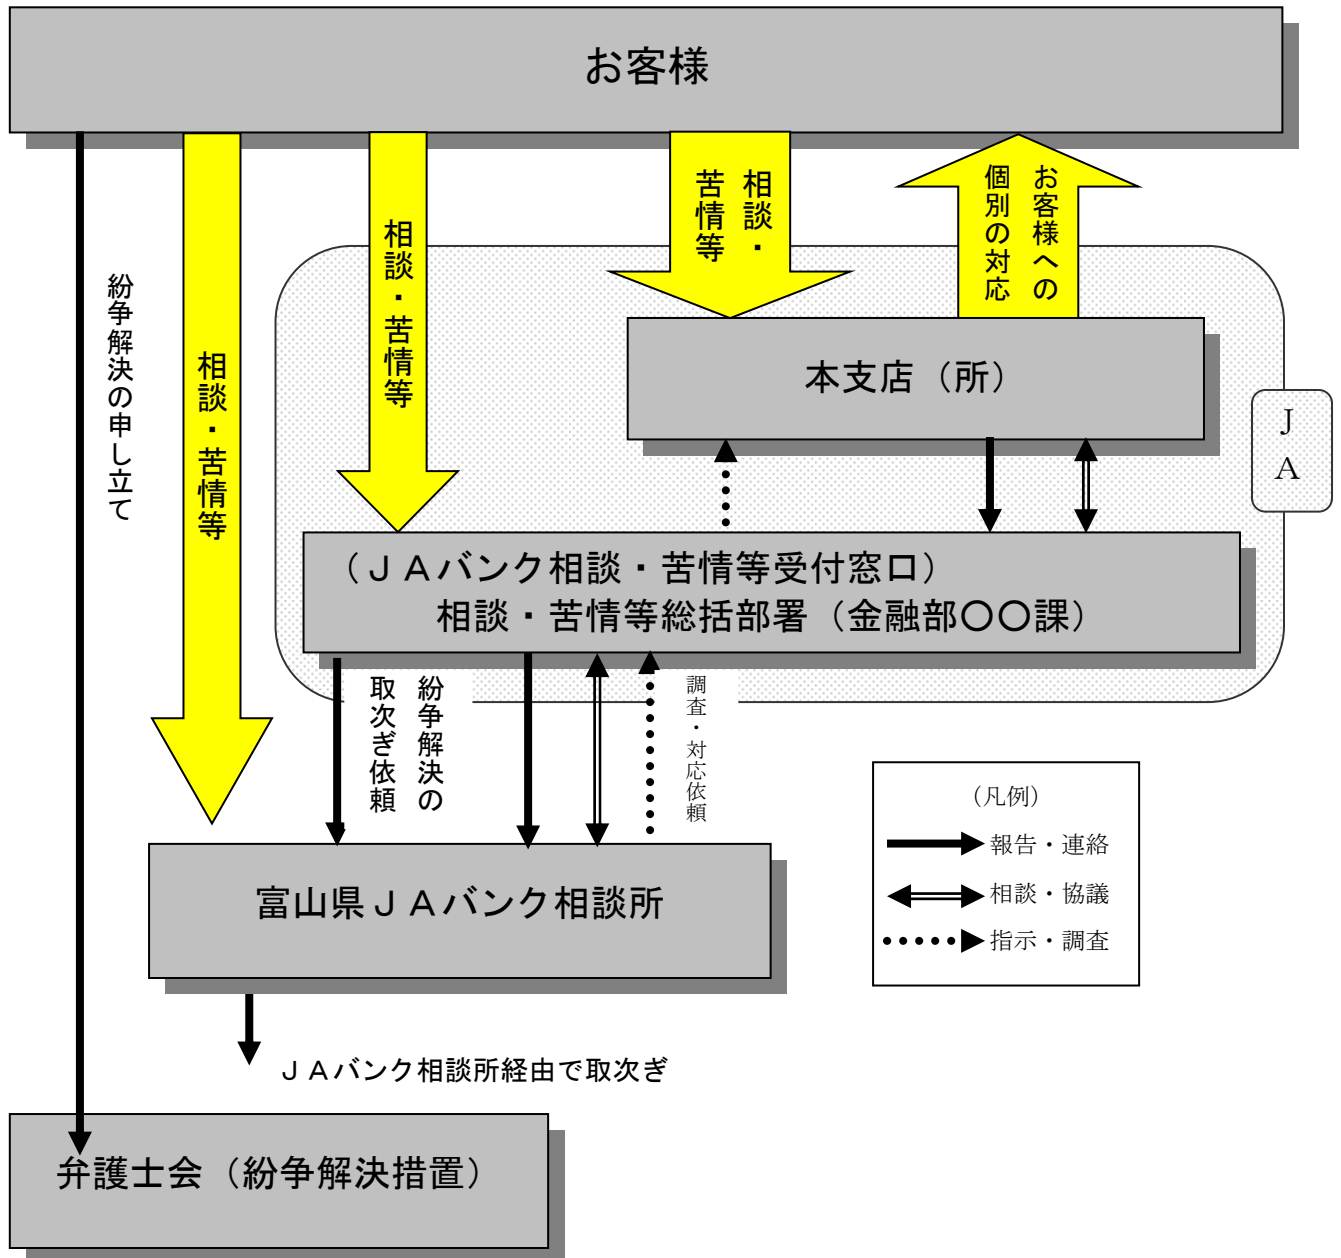 お客様
紛争解決の申し立て
相談・苦情等
相談・苦情等
相談・
苦情等
お客様への
個別の対応
本支店（所）
Ｊ
Ａ
（ＪＡバンク相談・苦情等受付窓口）
相談・苦情等総括部署（金融部〇〇課）
紛争解決の
取次ぎ依頼
調査・対応依頼
（凡例）
報告・連絡
相談・協議
指示・調査
富山県ＪＡバンク相談所
ＪＡバンク相談所経由で取次ぎ
弁護士会（紛争解決措置）